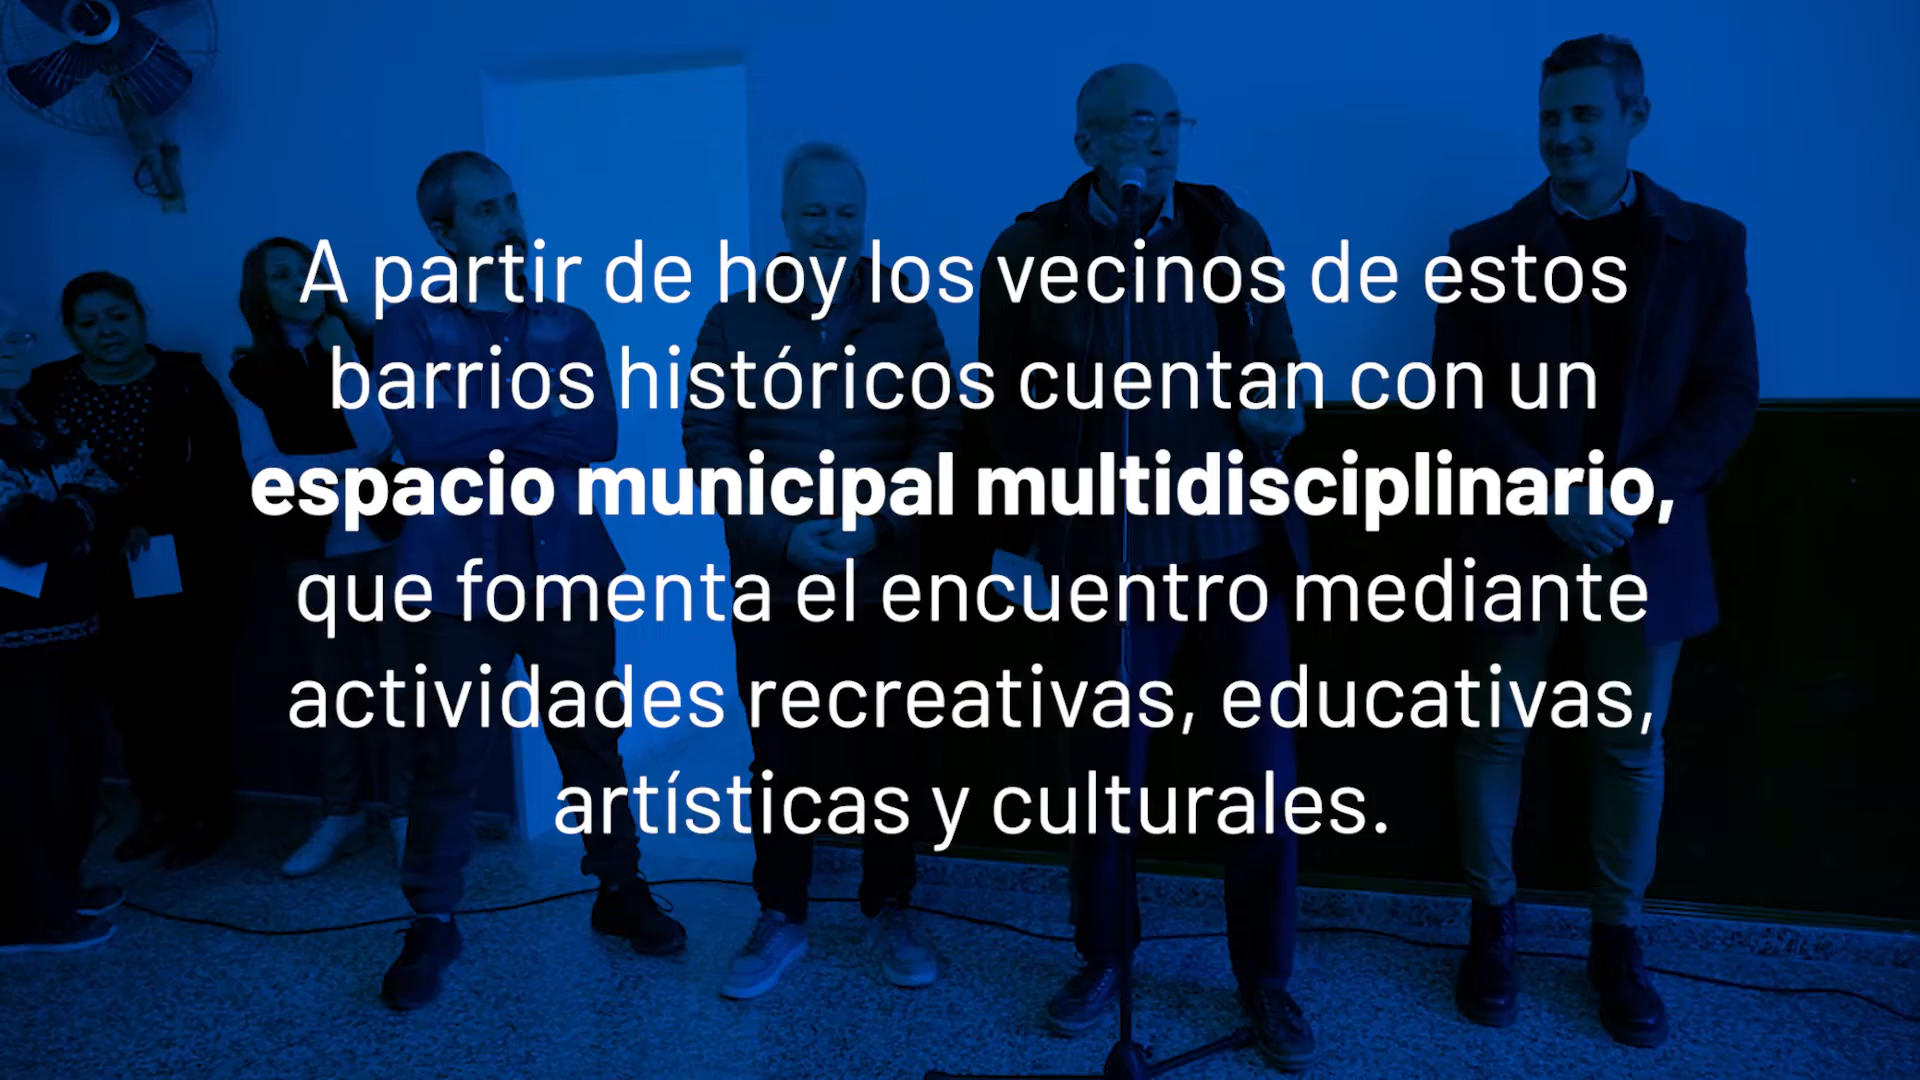 A partir de hoy los vecinos de estos
barrios históricos cuentan con un
espacio municipal multidisciplinario,
que fomenta el encuentro mediante
actividades recreativas, educativas,
artísticas y culturales.